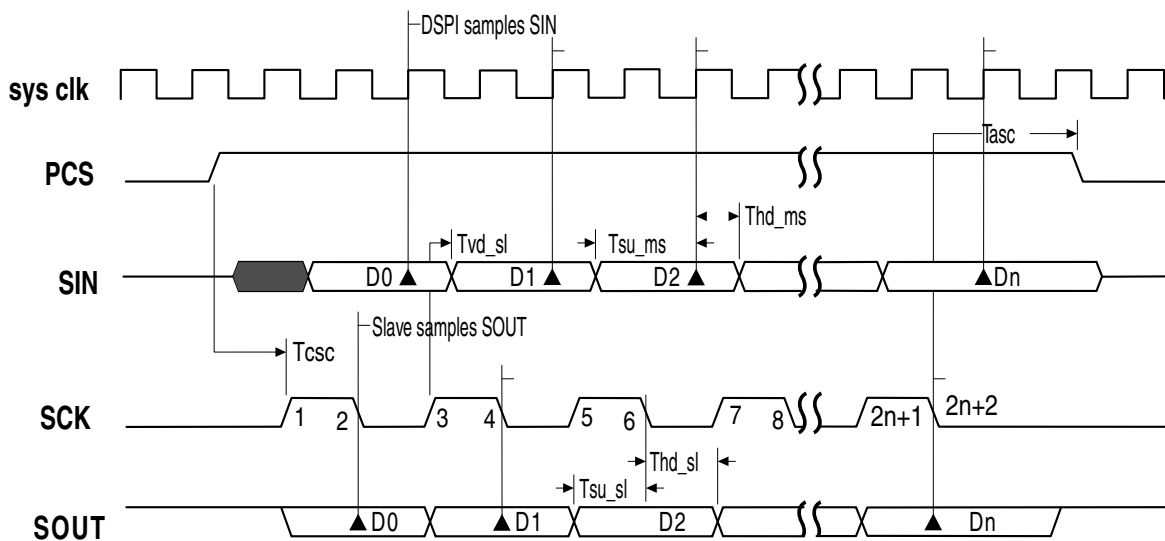 DSPI samples SIN
sys clk
Tasc
PCS
Thd_ms
Tvd_sl
Tsu_ms
SIN
D0
D1
D2
Dn
Slave samples SOUT
Tcsc
SCK
1
2
3
4
5
6
7
8
2n+1
2n+2
Thd_sl
Tsu_sl
SOUT
D0
D1
D2
Dn